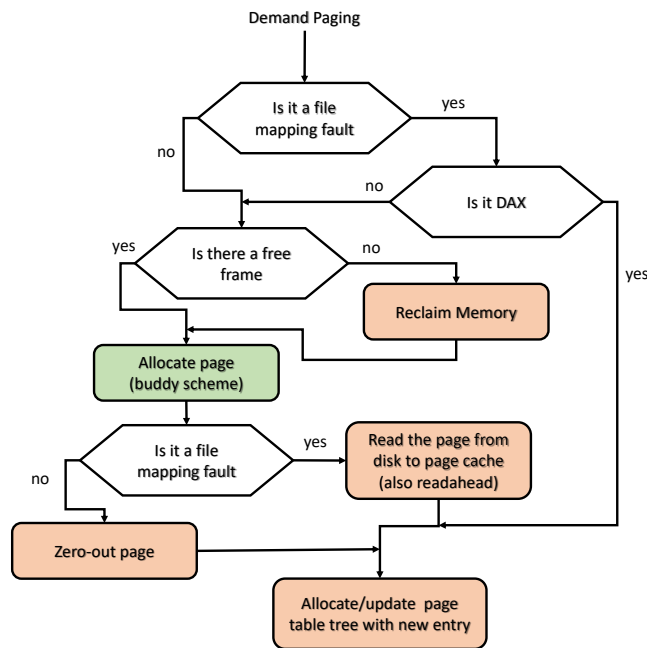 Demand Paging
Is it a file
mapping fault
yes
no
no
Is it DAX
yes
Is there a free
frame
no
yes
Reclaim Memory
Allocate page
(buddy scheme)
Is it a file
mapping fault
yes
Read the page from
disk to page cache
(also readahead)
no
Zero-out page
Allocate/update page
table tree with new entry